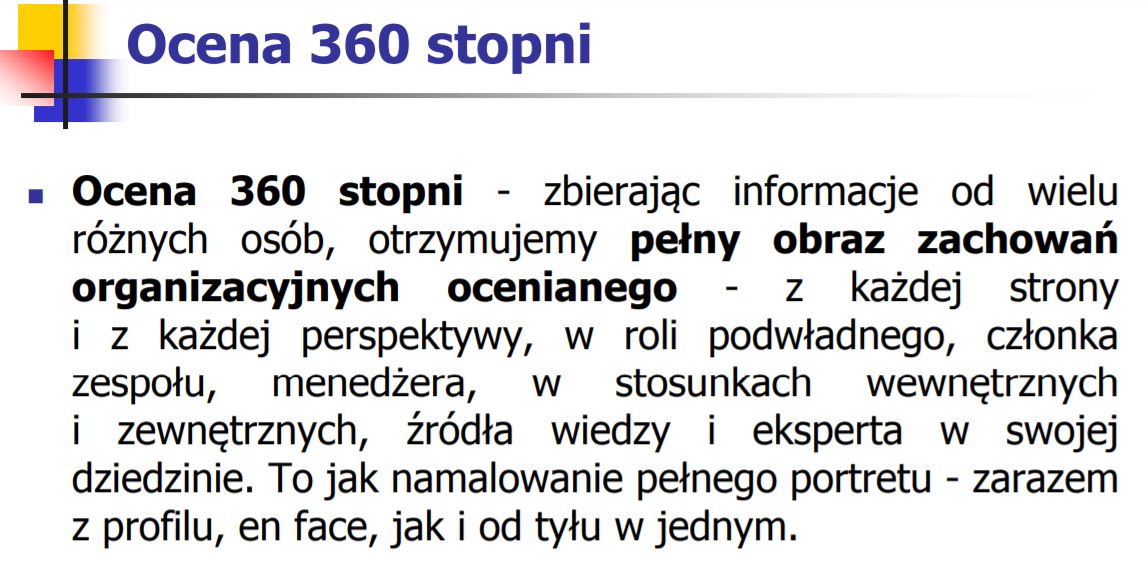 Ocena 360 stopni
Ocena 360 stopni - zbierając informacje od wielu
różnych osób, otrzymujemy pełny obraz zachowań
organizacyjnych ocenianego - z każdej strony
i z każdej perspektywy, w roli podwładnego, członka
zespołu, menedżera, w stosunkach wewnętrznych
i zewnętrznych, źródła wiedzy i eksperta w swojej
dziedzinie. To jak namalowanie pełnego portretu - zarazem
z profilu, en face, jak i od tyłu w jednym.